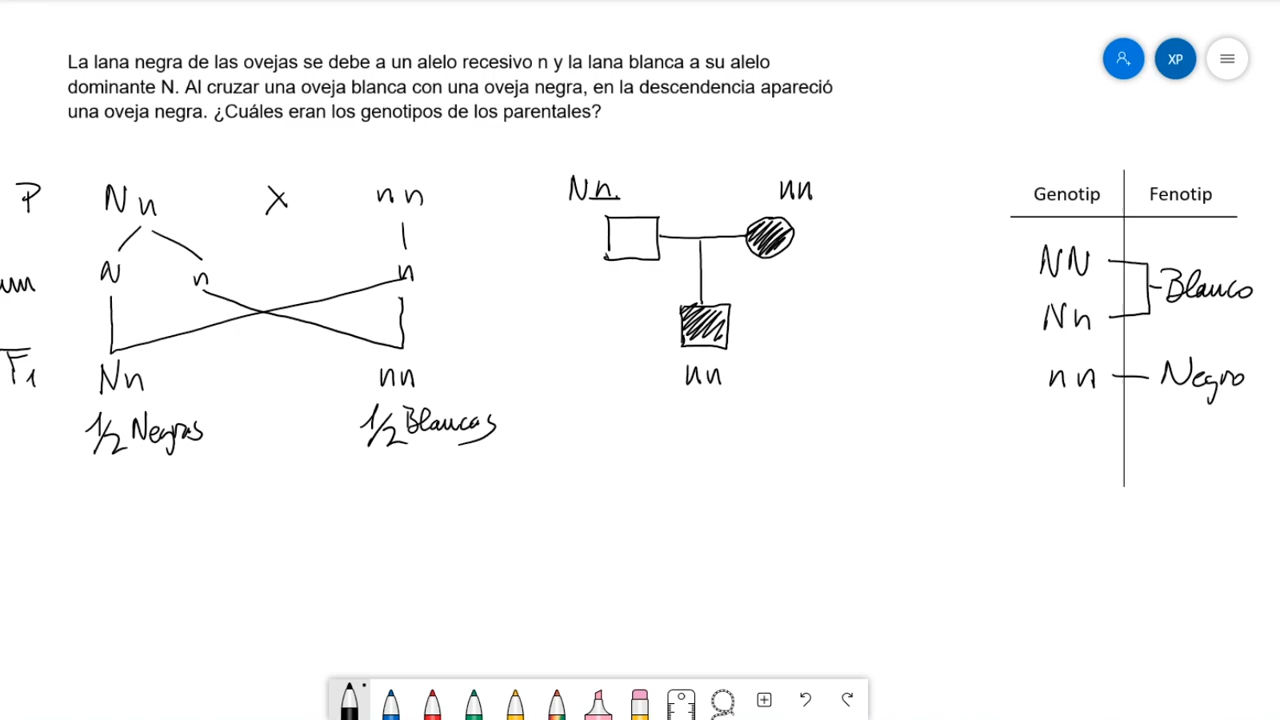 La lana negra de las ovejas se debe a un alelo recesivo n y la lana blanca a su alelo
dominante N. Al cruzar una oveja blanca con una oveja negra, en la descendencia apareció
una oveja negra. ¿Cuáles eran los genotipos de los parentales?
XP
P Nn X nn
N n n
F1 Nn nn
1/2 Negras 1/2 Blancas
Nn nn
nn
Genotip Fenotip
NN
Blanco
Nn
nn Negro